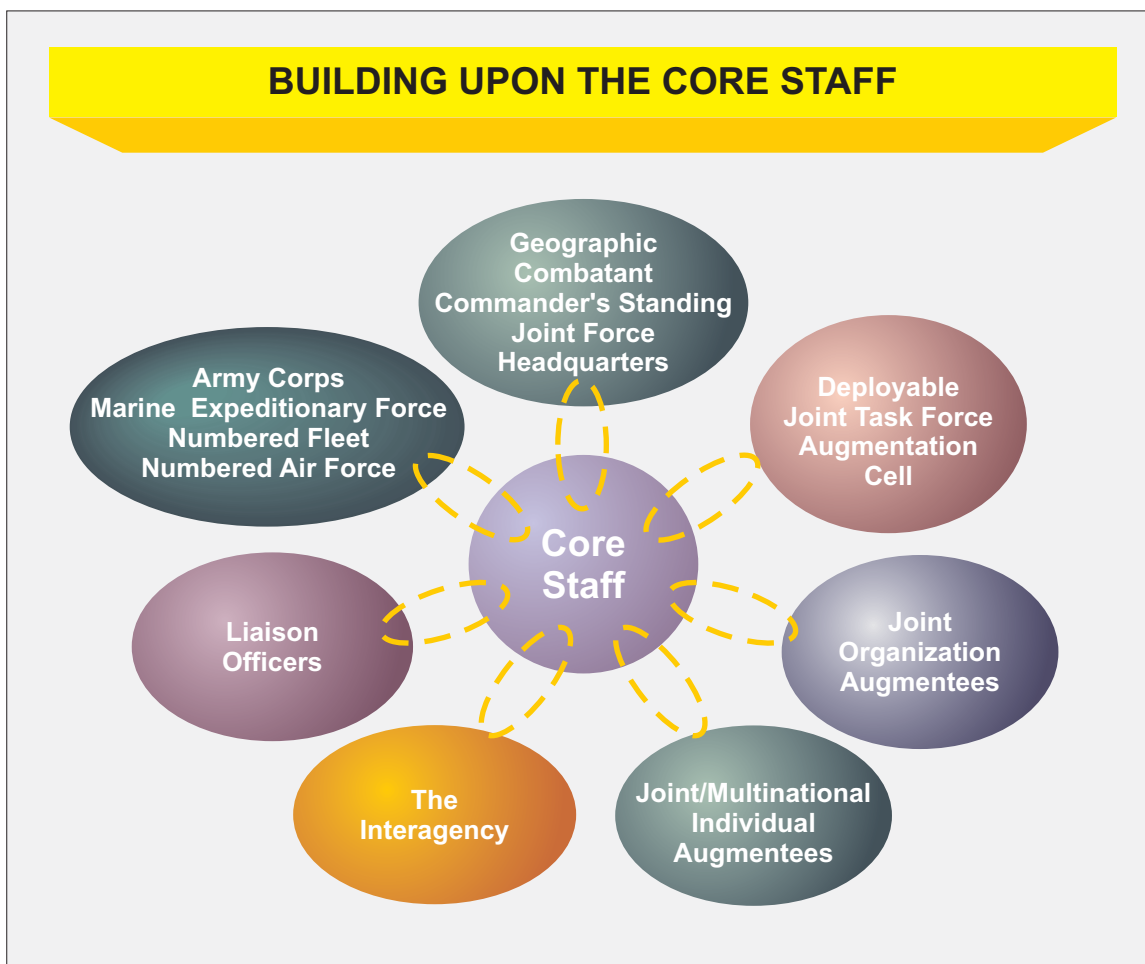 BUILDING UPON THE CORE STAFF
Geographic
Combatant
Commander's Standing
Joint Force
Headquarters
Army Corps
Marine Expeditionary Force
Numbered Fleet
Numbered Air Force
Deployable
Joint Task Force
Augmentation
Cell
Core
Staff
Liaison
Officers
Joint
Organization
Augmentees
The
Interagency
Joint/Multinational
Individual
Augmentees